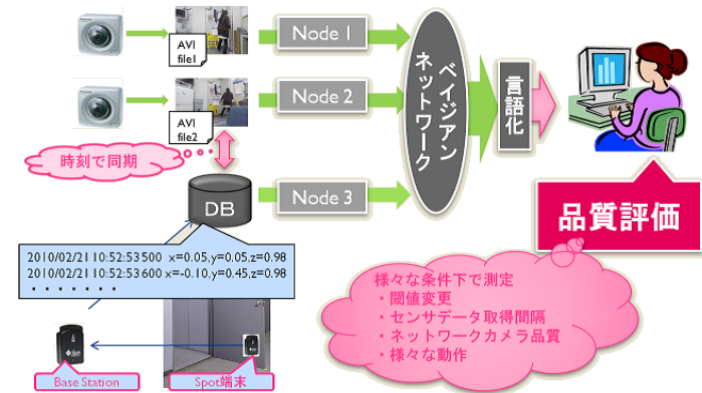 AVI
file1
Node 1
AVI
file2
Node 2
ベイジアン
ネットワーク
言語化
時刻で同期
DB
Node 3
品質評価
2010/02/21 10:52:53 500 x=0.05,y=0.05,z=0.98
2010/02/21 10:52:53 600 x=-0.10,y=0.45,z=0.98
・・・・・・・
様々な条件下で測定
・閾値変更
・センサデータ取得間隔
・ネットワークカメラ品質
・様々な動作
Base Station
Spot端末